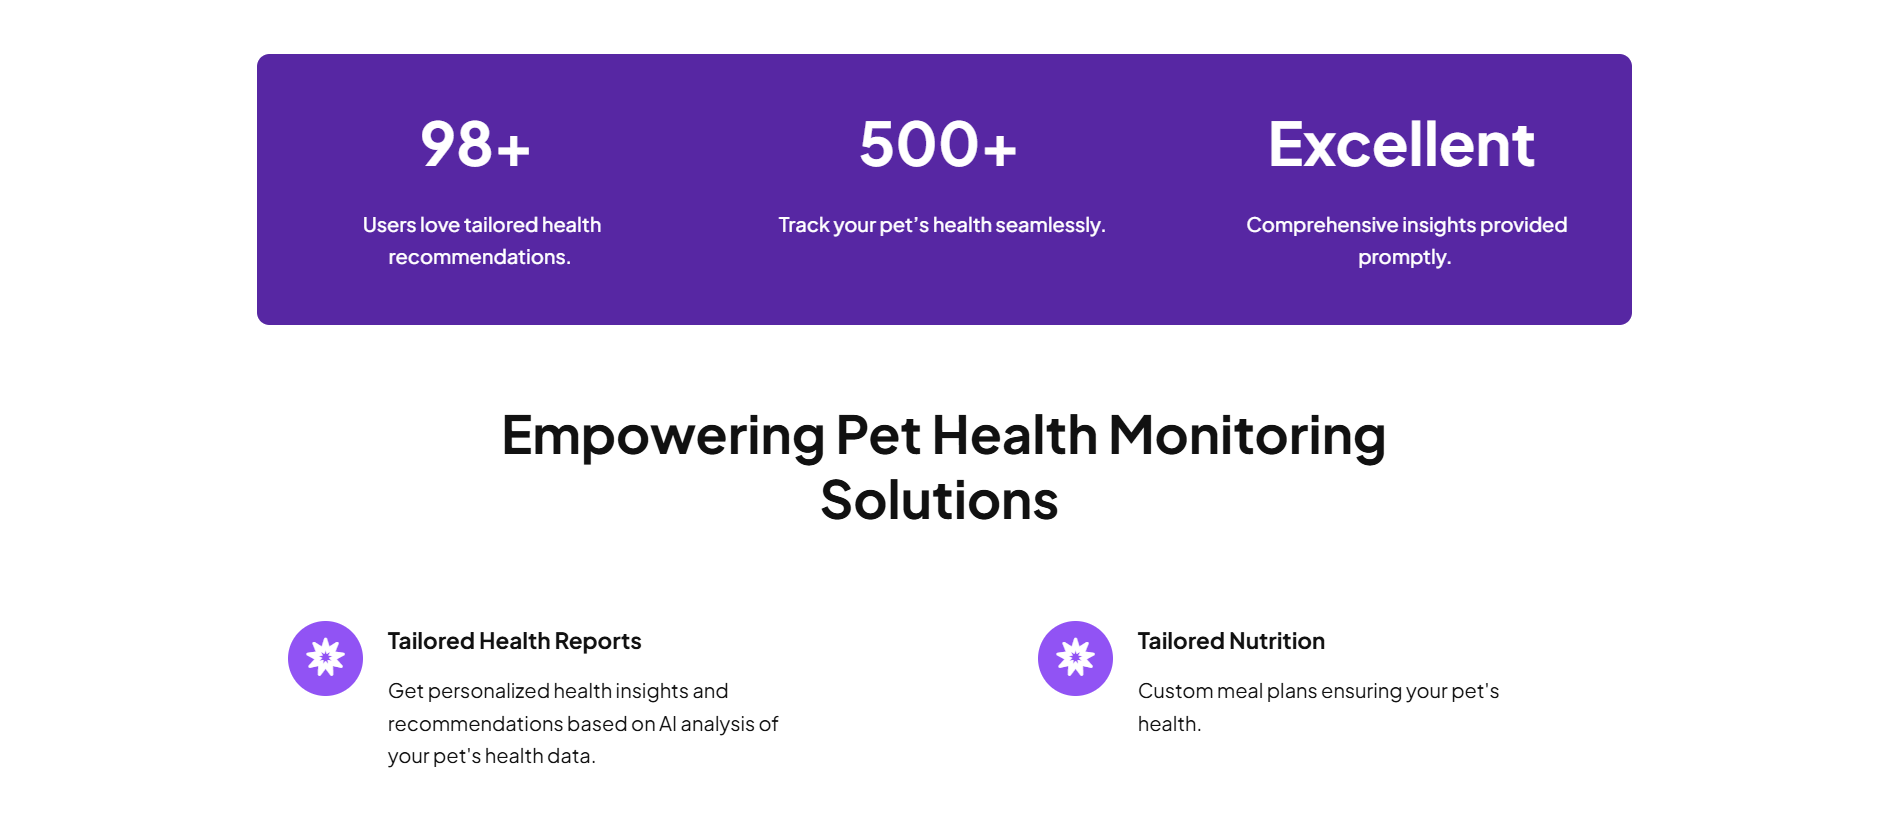 98+
Users love tailored health
recommendations.
500+
Track your pet’s health seamlessly.
Excellent
Comprehensive insights provided
promptly.
Empowering Pet Health Monitoring
Solutions
Tailored Health Reports
Get personalized health insights and
recommendations based on AI analysis of
your pet's health data.
Tailored Nutrition
Custom meal plans ensuring your pet's
health.